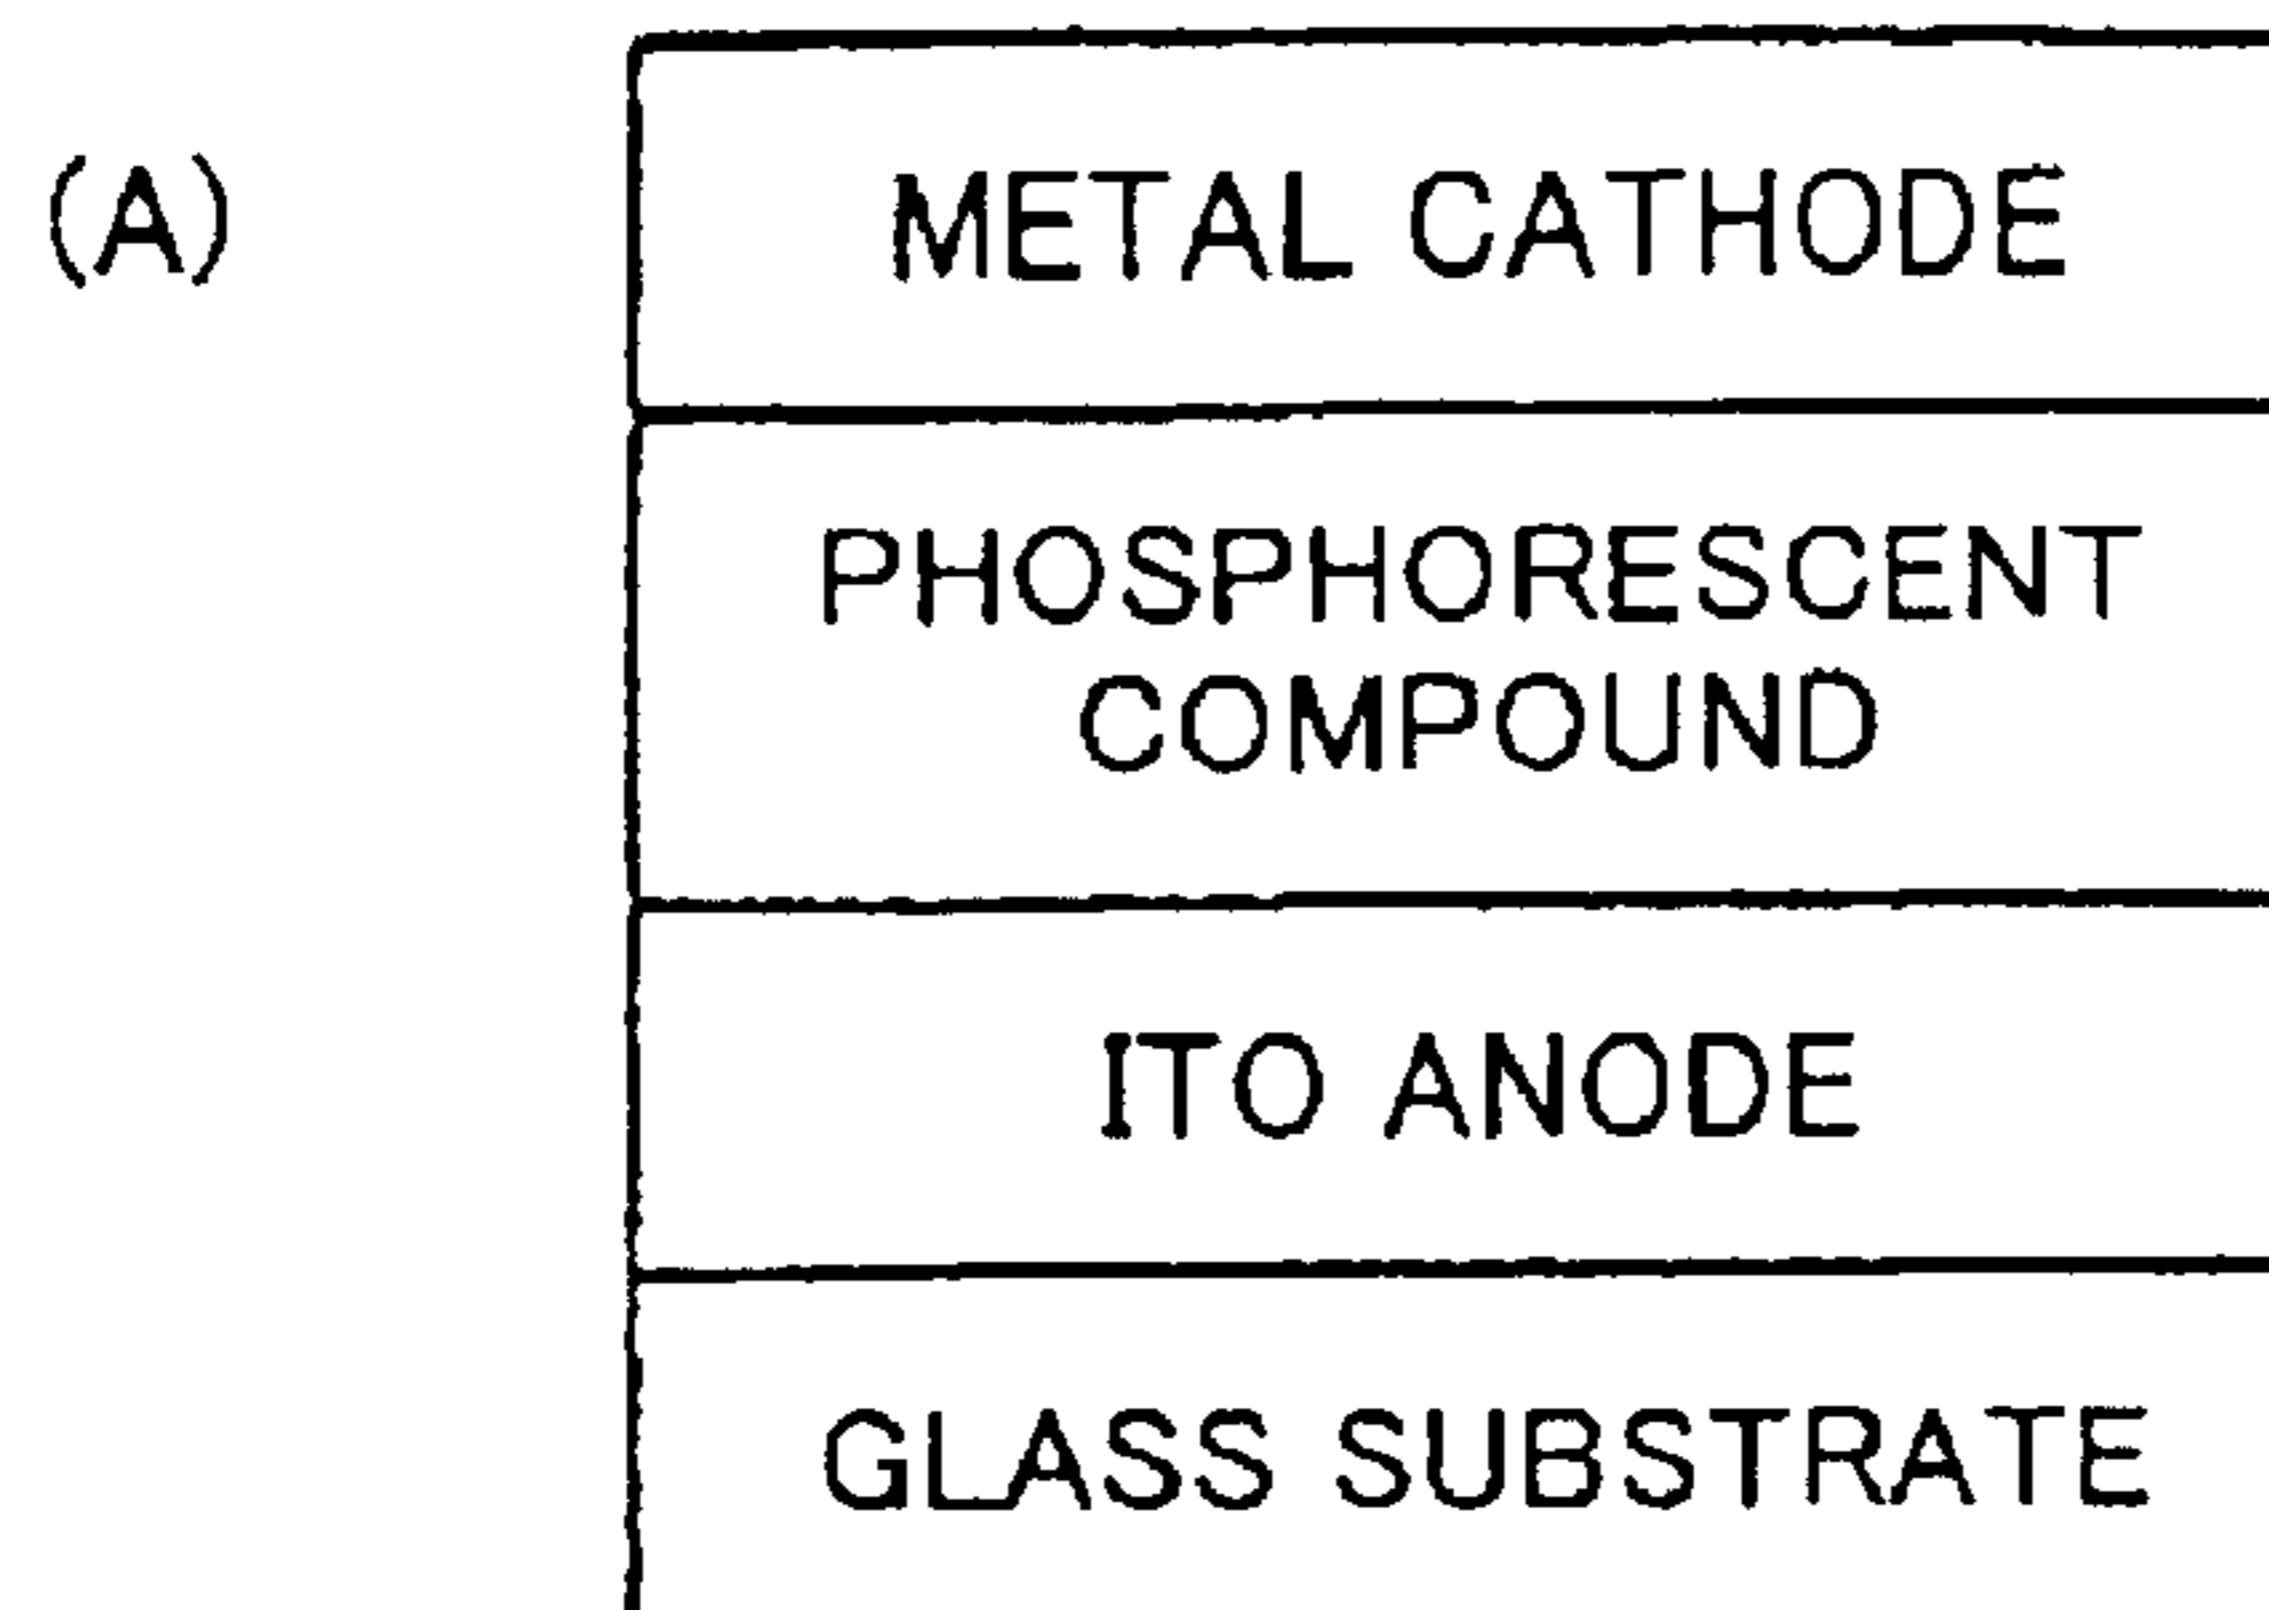 (A)
METAL CATHODE
PHOSPHORESCENT
COMPOUND
ITO ANODE
GLASS SUBSTRATE